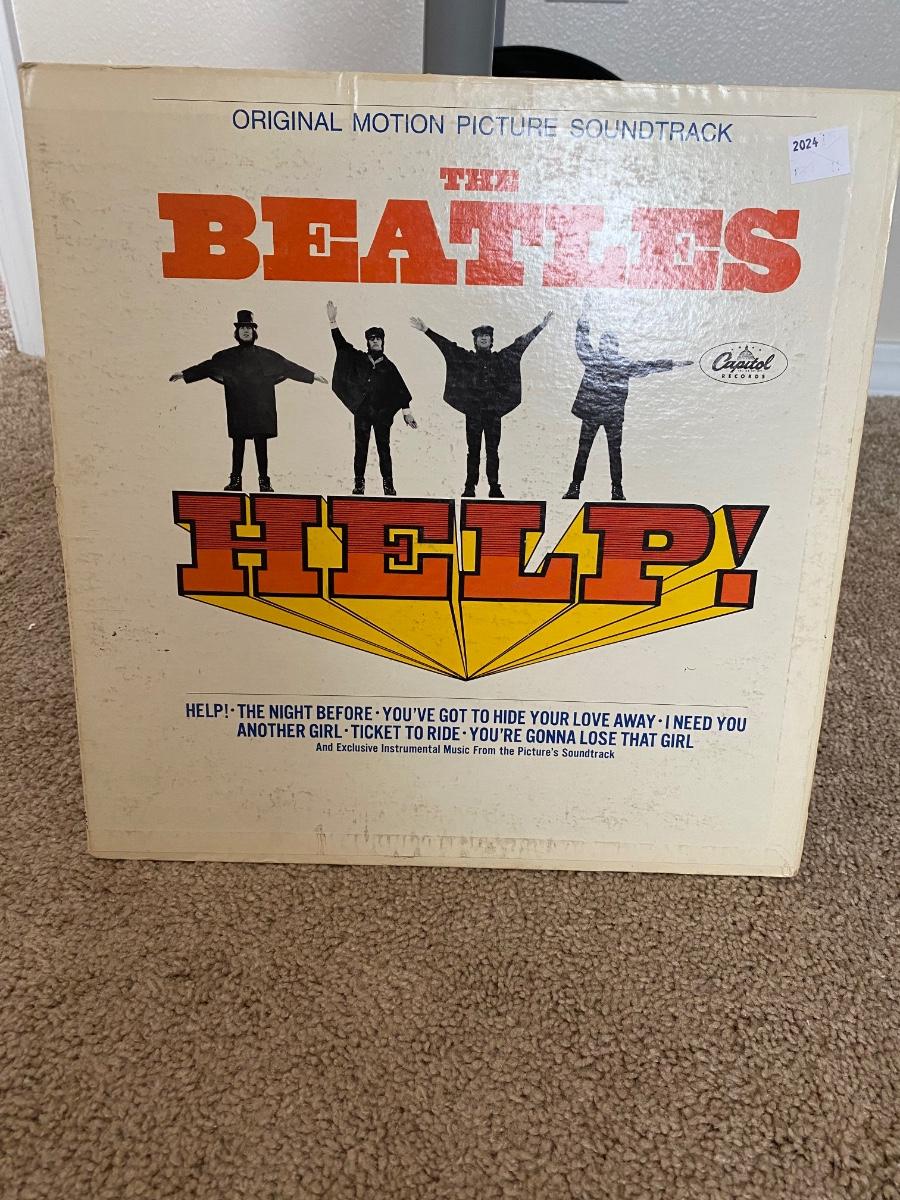 ORIGINAL MOTION PICTURE SOUNDTRACK
2024
THE
BEATLES
Capitol
RECORDS
HELP!
HELP! · THE NIGHT BEFORE · YOU'VE GOT TO HIDE YOUR LOVE AWAY · I NEED YOU
ANOTHER GIRL · TICKET TO RIDE · YOU'RE GONNA LOSE THAT GIRL
And Exclusive Instrumental Music From the Picture's Soundtrack